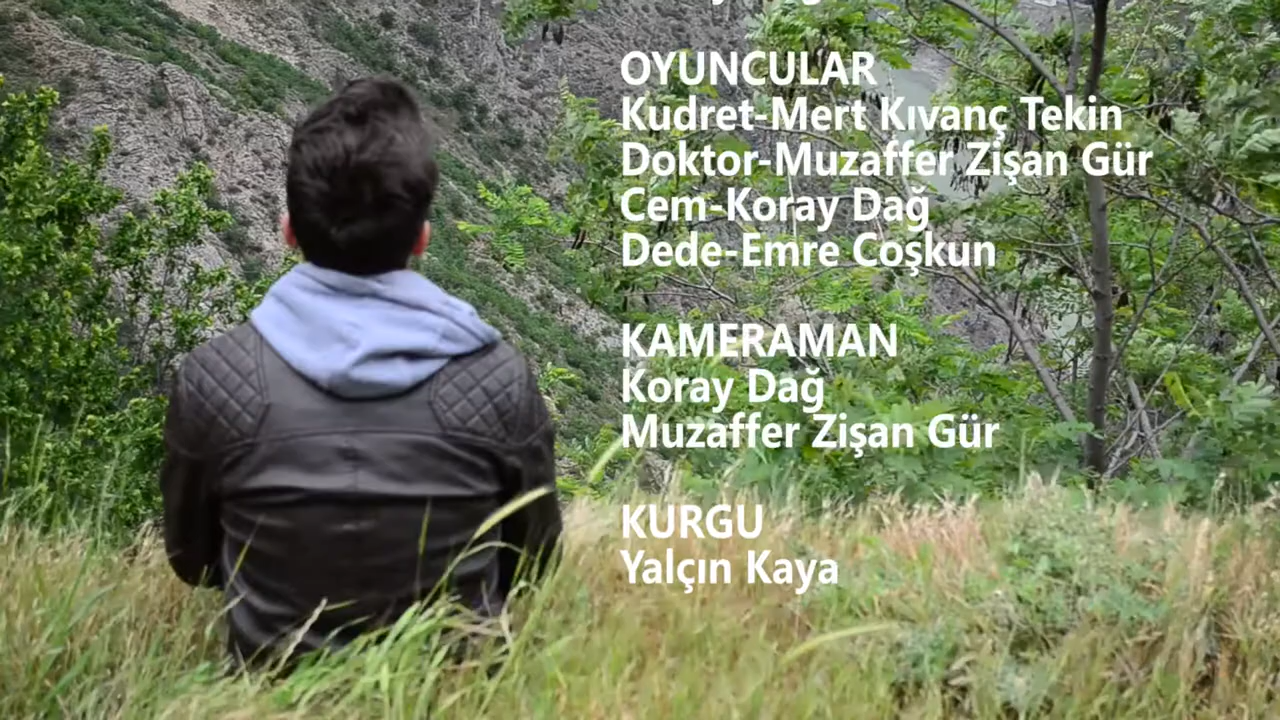 OYUNCULAR
Kudret-Mert Kıvanç Tekin
Doktor-Muzaffer Zişan Gür
Cem-Koray Dağ
Dede-Emre Coşkun
KAMERAMAN
Koray Dağ
Muzaffer Zişan Gür
KURGU
Yalçın Kaya